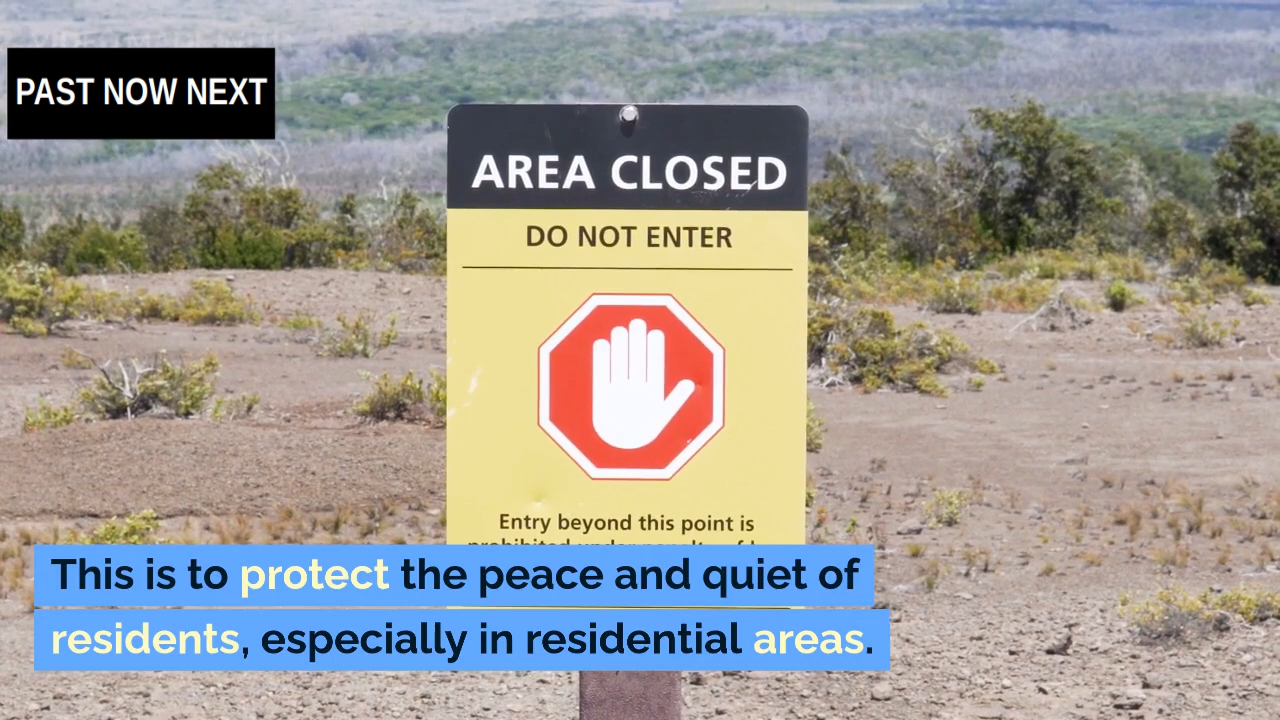 PAST NOW NEXT
AREA CLOSED
DO NOT ENTER
Entry beyond this point is
This is to protect the peace and quiet of
residents, especially in residential areas.